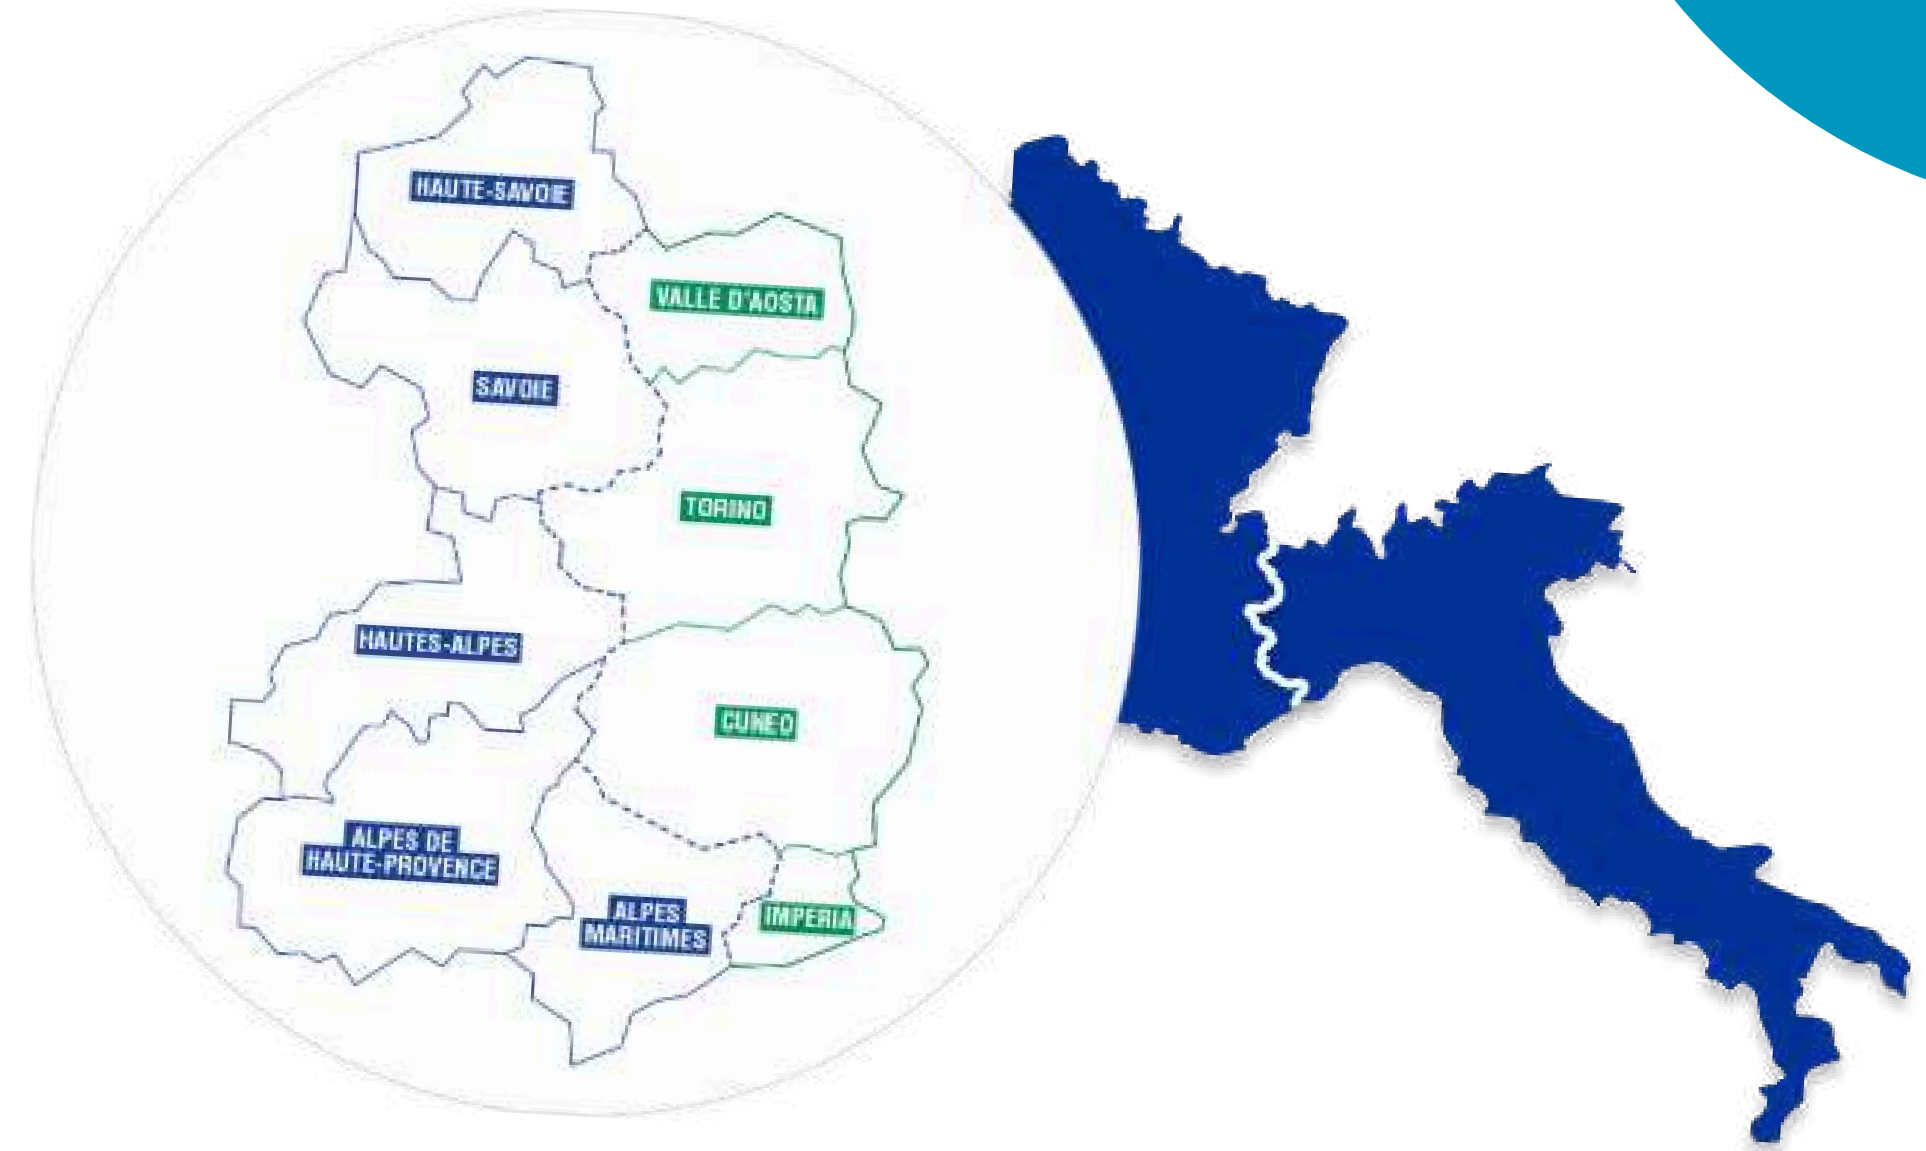 HAUTE-SAVOIE
VALLE D'AOSTA
SAVOIE
TORINO
HAUTES-ALPES
CUNEO
ALPES DE
HAUTE-PROVENCE
ALPES
MARITIMES
IMPERIA